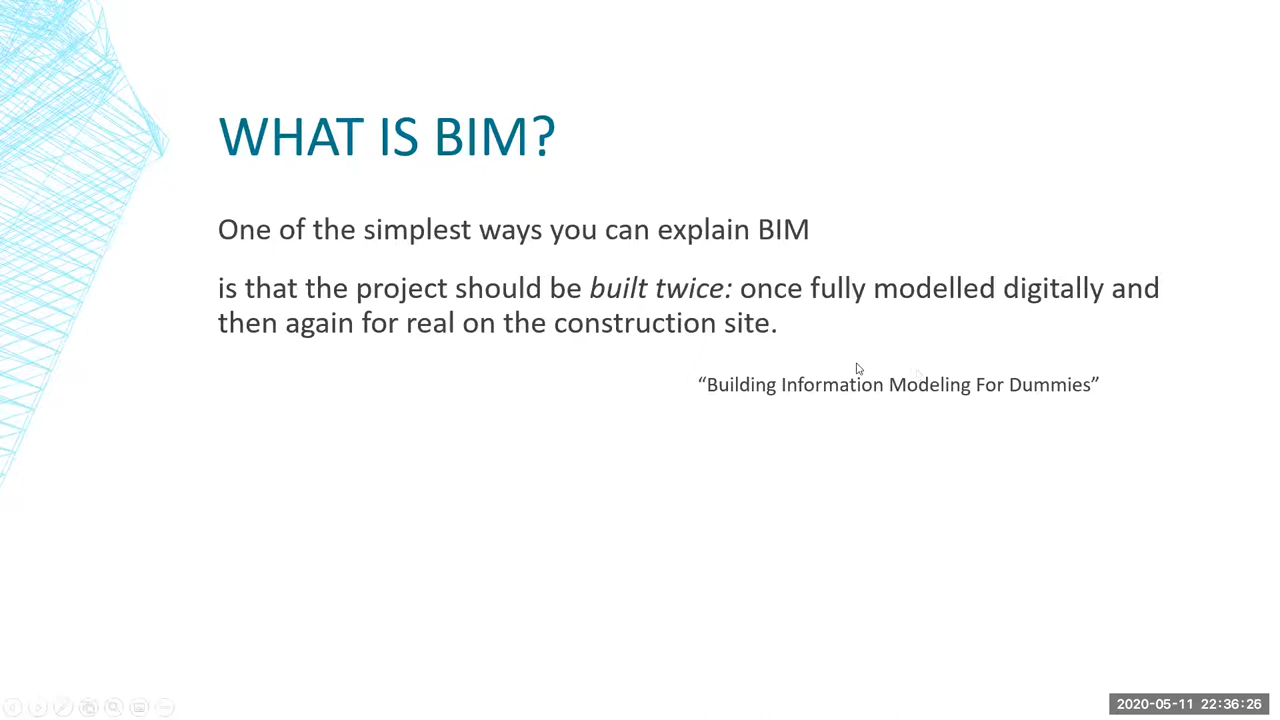 WHAT IS BIM?
One of the simplest ways you can explain BIM
is that the project should be built twice: once fully modelled digitally and
then again for real on the construction site.
“Building Information Modeling For Dummies”
2020-05-11 22:36:26